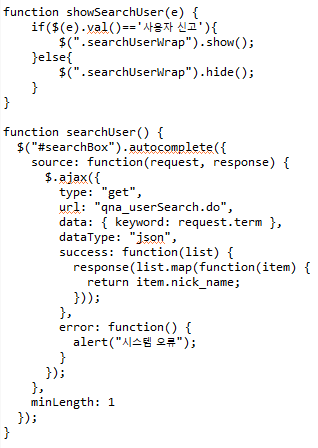 function showSearchUser(e) {
    if($(e).val()=='사용자 신고'){
        $(".searchUserWrap").show();
    }else{
        $(".searchUserWrap").hide();
    }
}

function searchUser() {
  $("#searchBox").autocomplete({
    source: function(request, response) {
      $.ajax({
        type: "get",
        url: "qna_userSearch.do",
        data: { keyword: request.term },
        dataType: "json",
        success: function(list) {
          response(list.map(function(item) {
            return item.nick_name;
          }));
        },
        error: function() {
          alert("시스템 오류");
        }
      });
    },
    minLength: 1
  });
}